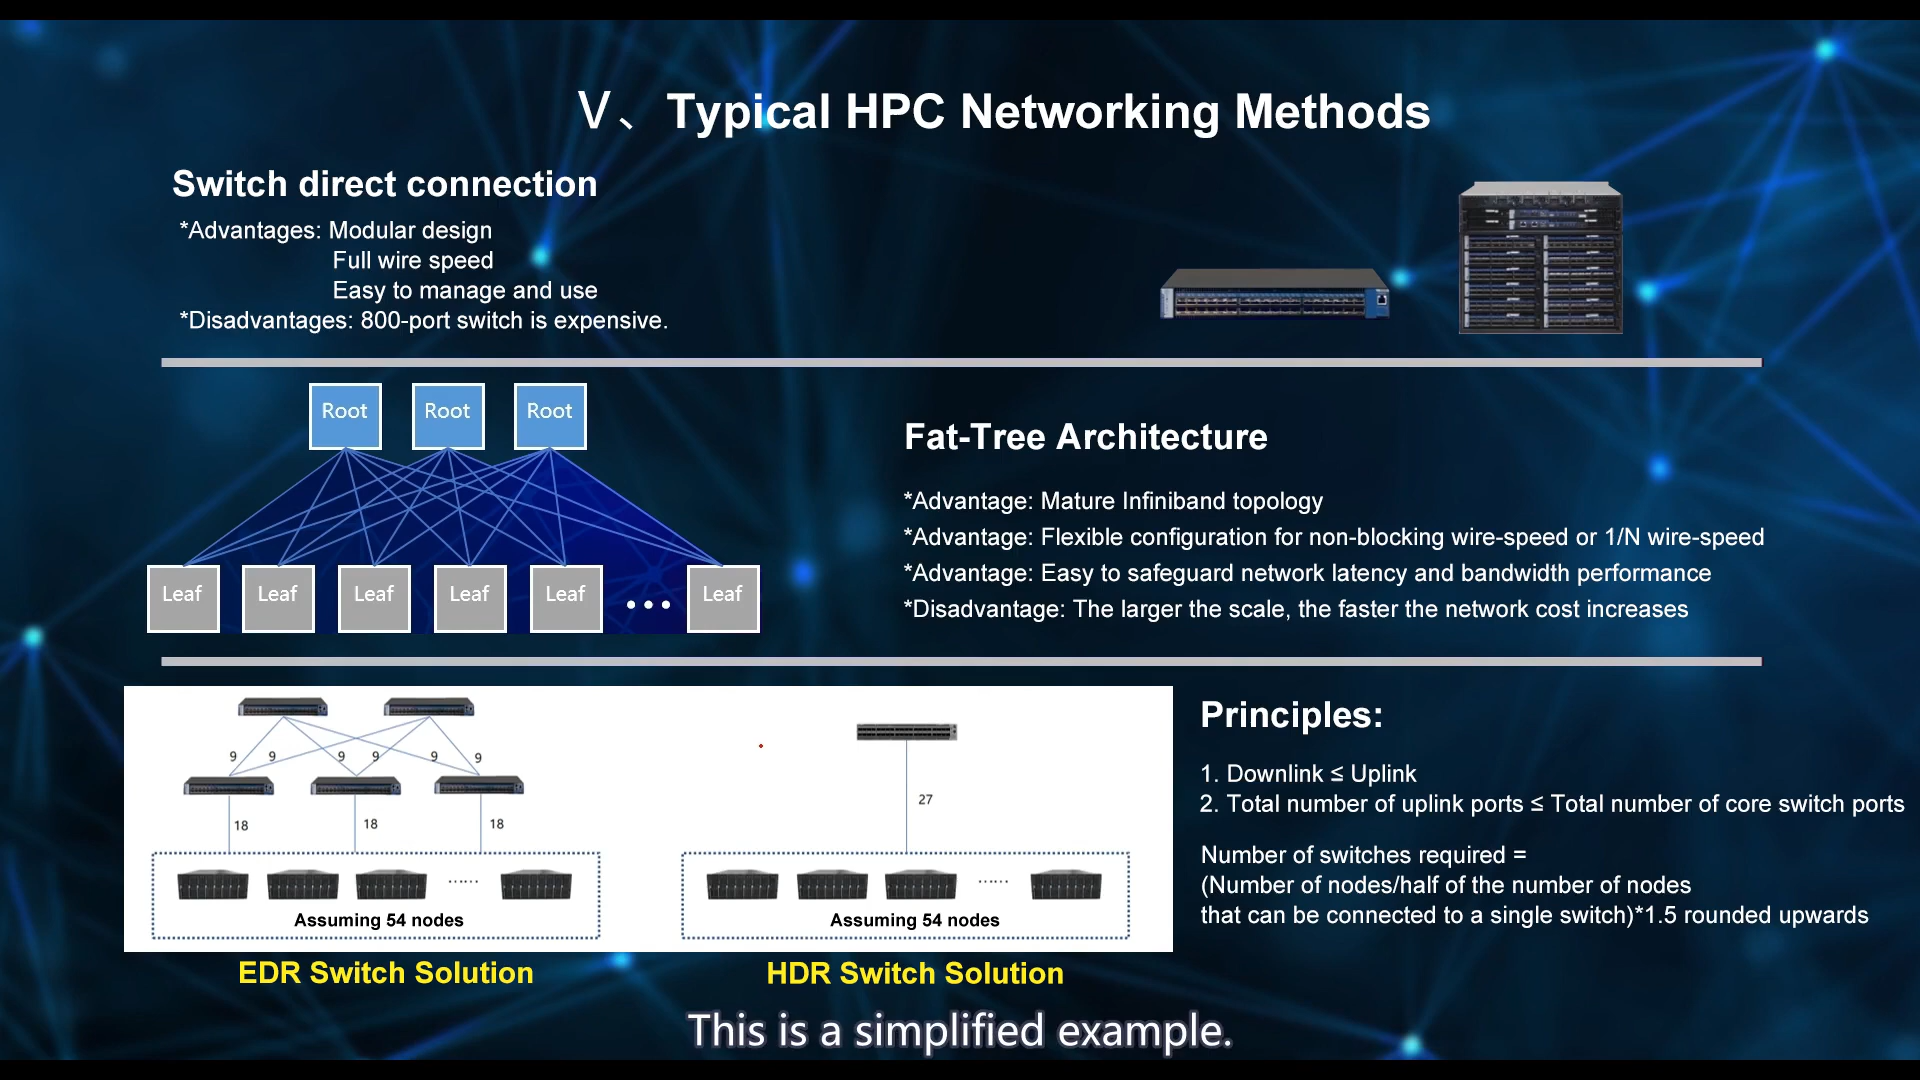 Ⅴ、Typical HPC Networking Methods
Switch direct connection
*Advantages: Modular design
Full wire speed
Easy to manage and use
*Disadvantages: 800-port switch is expensive.
Root Root Root
Leaf Leaf Leaf Leaf Leaf ••• Leaf
Fat-Tree Architecture
*Advantage: Mature Infiniband topology
*Advantage: Flexible configuration for non-blocking wire-speed or 1/N wire-speed
*Advantage: Easy to safeguard network latency and bandwidth performance
*Disadvantage: The larger the scale, the faster the network cost increases
9 9 9 9 9 9
18 18 18
······
Assuming 54 nodes
EDR Switch Solution
27
······
Assuming 54 nodes
HDR Switch Solution
Principles:
1. Downlink ≤ Uplink
2. Total number of uplink ports ≤ Total number of core switch ports
Number of switches required =
(Number of nodes/half of the number of nodes
that can be connected to a single switch)*1.5 rounded upwards
This is a simplified example.